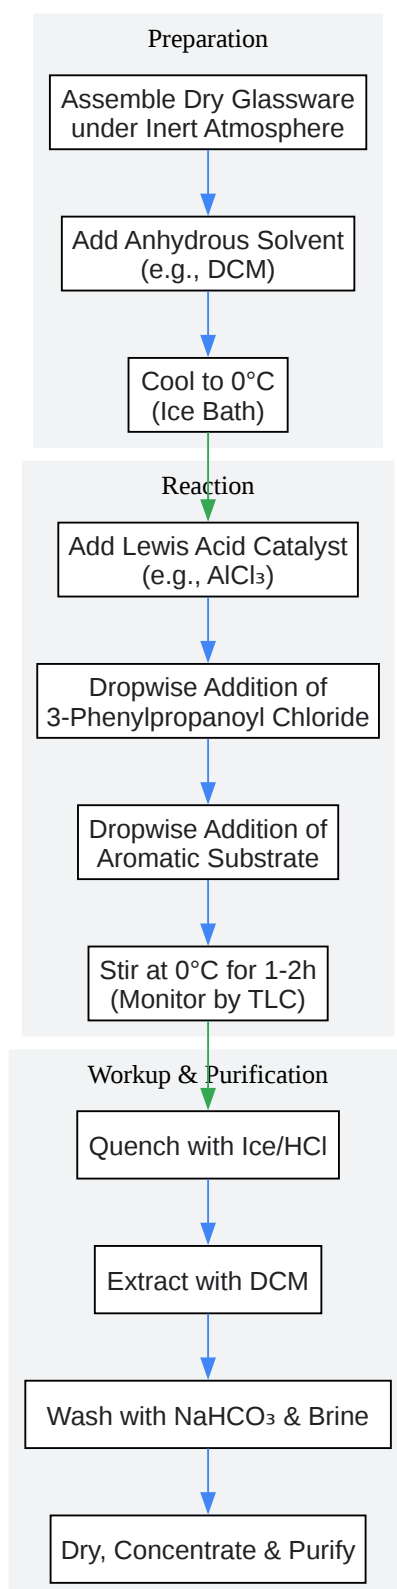 Preparation
Assemble Dry Glassware
under Inert Atmosphere
Add Anhydrous Solvent
(e.g., DCM)
Cool to 0°C
(Ice Bath)
Reaction
Add Lewis Acid Catalyst
(e.g., AlCl₃)
Dropwise Addition of
3-Phenylpropanoyl Chloride
Dropwise Addition of
Aromatic Substrate
Stir at 0°C for 1-2h
(Monitor by TLC)
Workup & Purification
Quench with Ice/HCl
Extract with DCM
Wash with NaHCO₃ & Brine
Dry, Concentrate & Purify